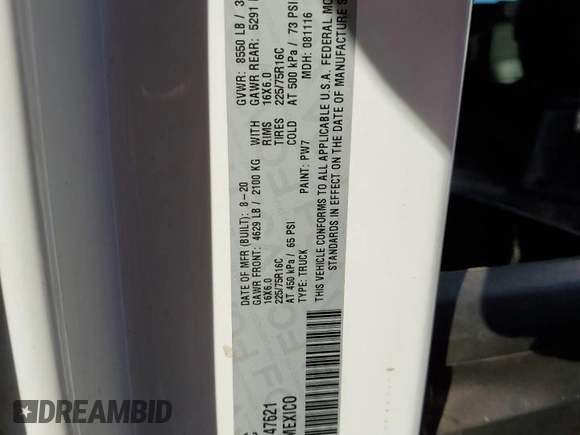 DATE OF MFR (BUILT): 8-20 GVWR: 8550 LB /
GAWR FRONT: 4629 LB / 2100 KG WITH GAWR REAR: 5291
16X6.0 RIMS 16X6.0
225/75R16C TIRES 225/75R16C
AT 450 kPa / 65 PSI COLD AT 500 kPa / 73 PSI
TYPE: TRUCK PAINT: PW7 MDH: 081116
THIS VEHICLE CONFORMS TO ALL APPLICABLE U.S.A. FEDERAL
STANDARDS IN EFFECT ON THE DATE OF MANUFACTURE
47621
MEXICO
DREAMBID